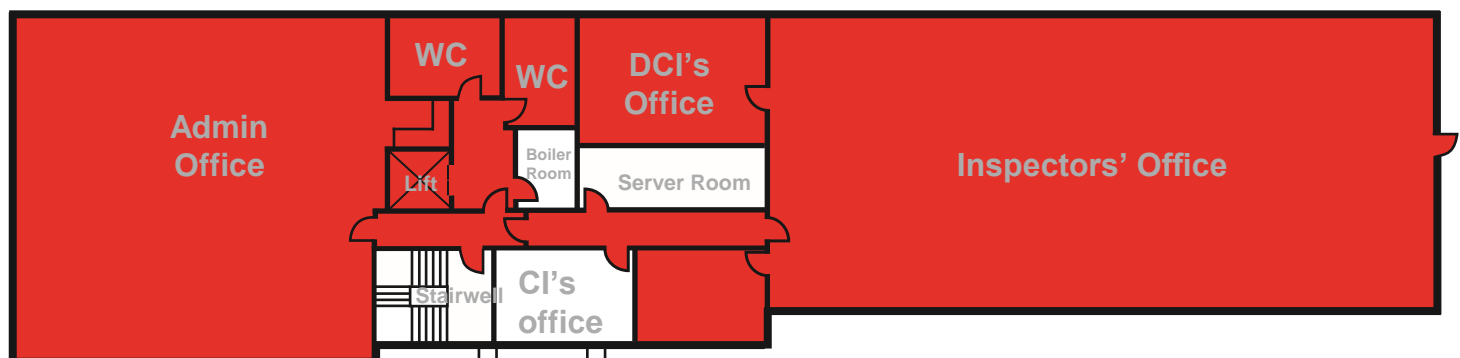 WC
WC
DCI's
Office
Admin
Office
Boiler
Room
Lift
Server Room
Inspectors' Office
Stairwell
CI's
office